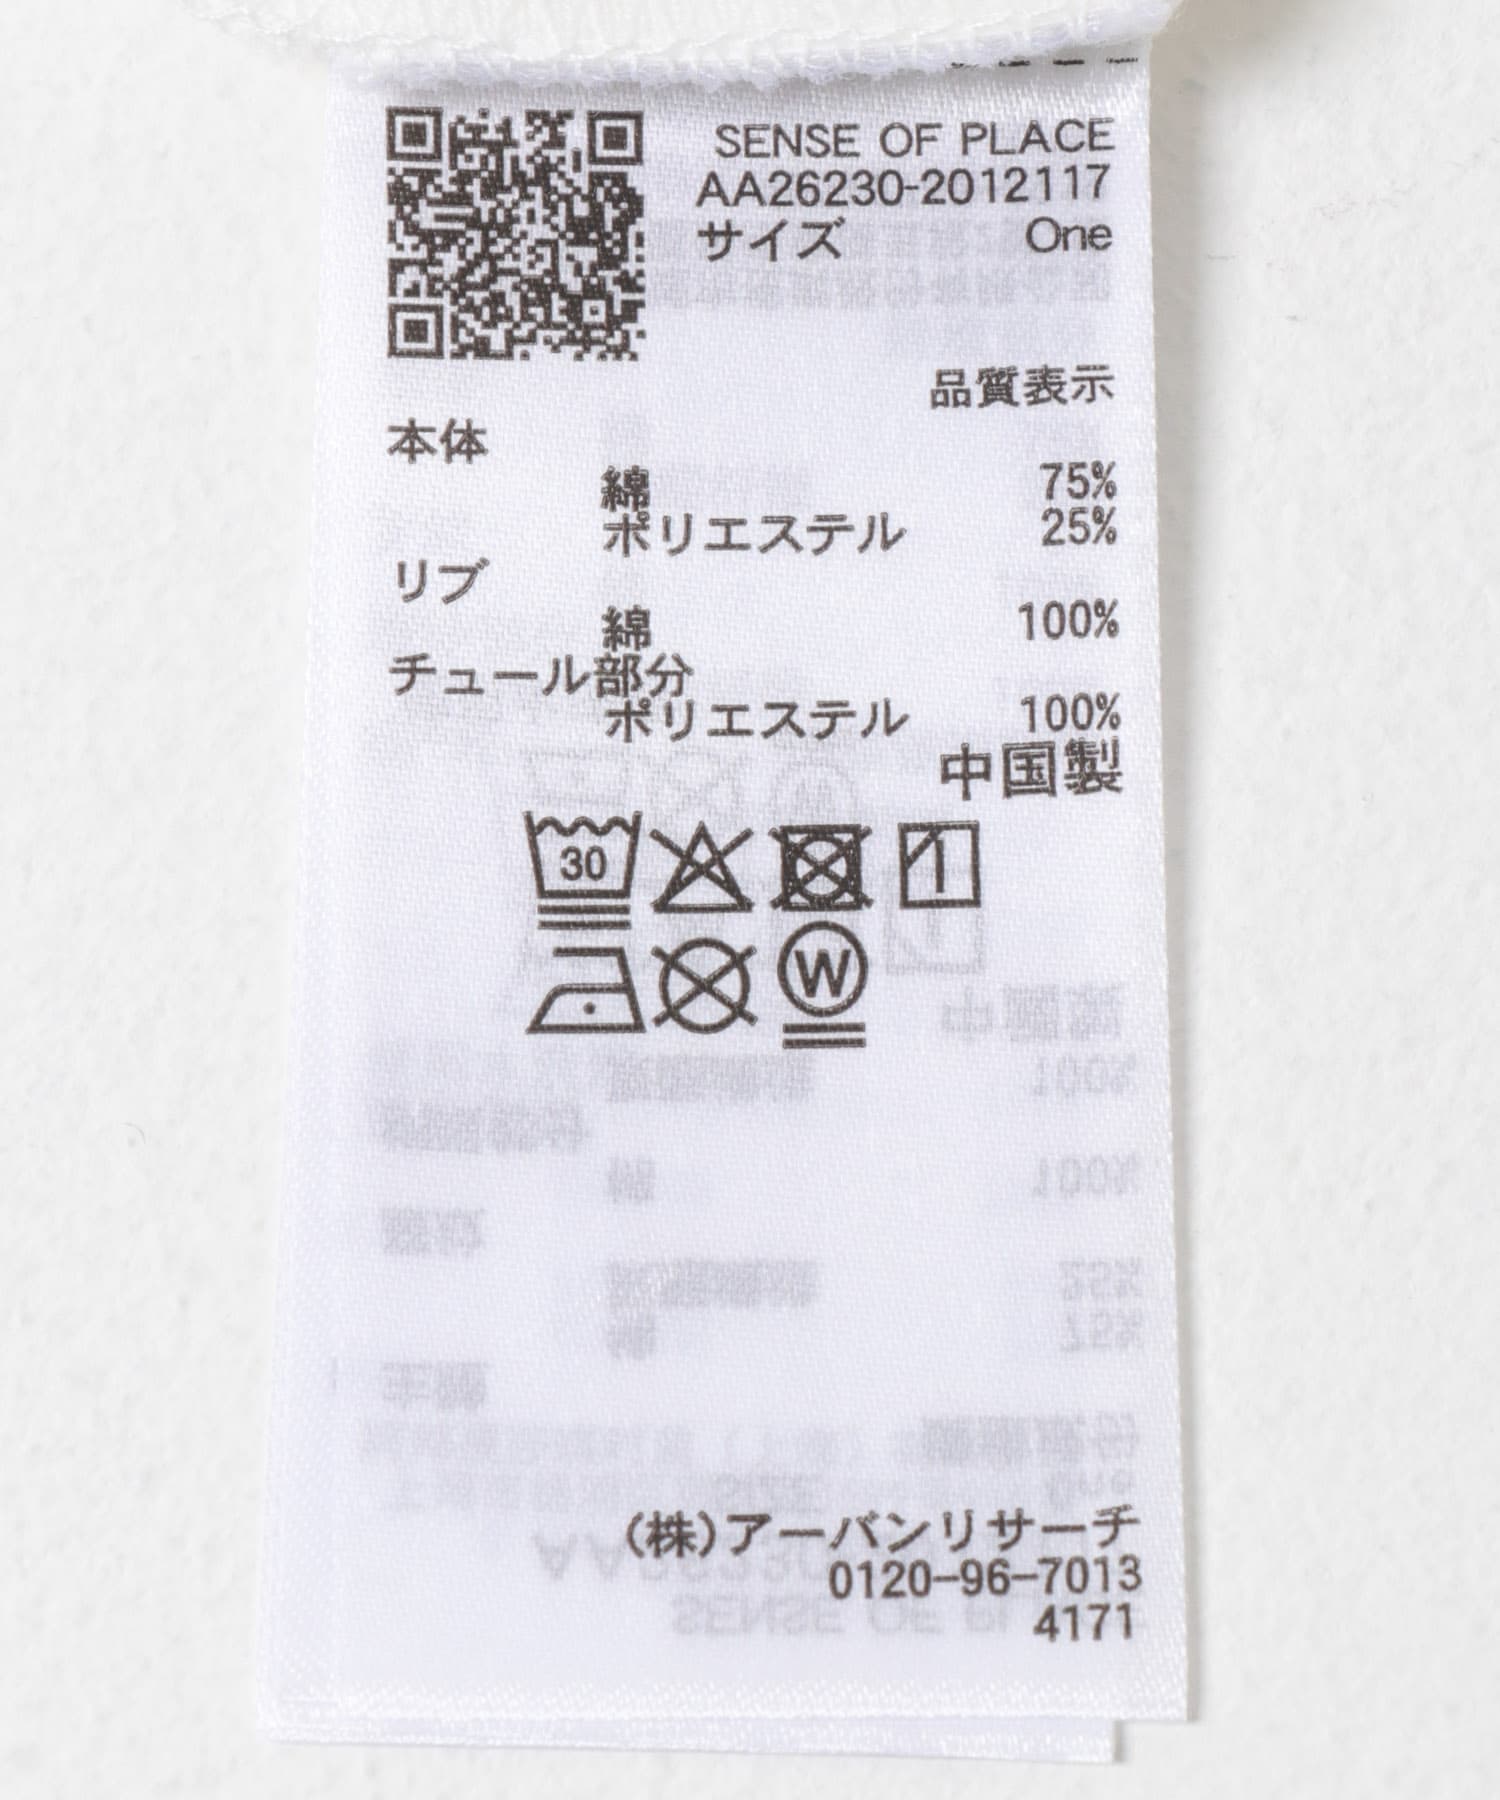 SENSE OF PLACE
AA26230-2012117
サイズ One
品質表示
本体
綿 75%
ポリエステル 25%
リブ
綿 100%
チュール部分
ポリエステル 100%
中国製
30
W
(株)アーバンリサーチ
0120-96-7013
4171